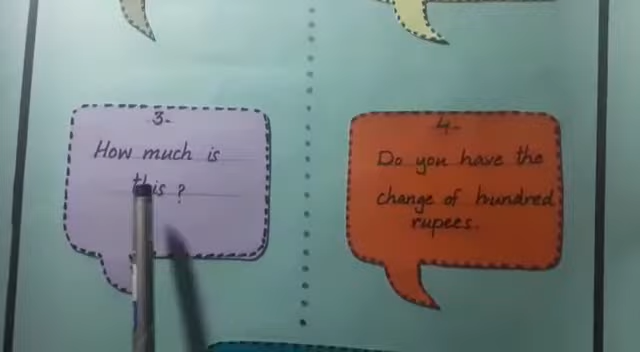 3-
How much is
this ?
4-
Do you have the
change of hundred
rupees.